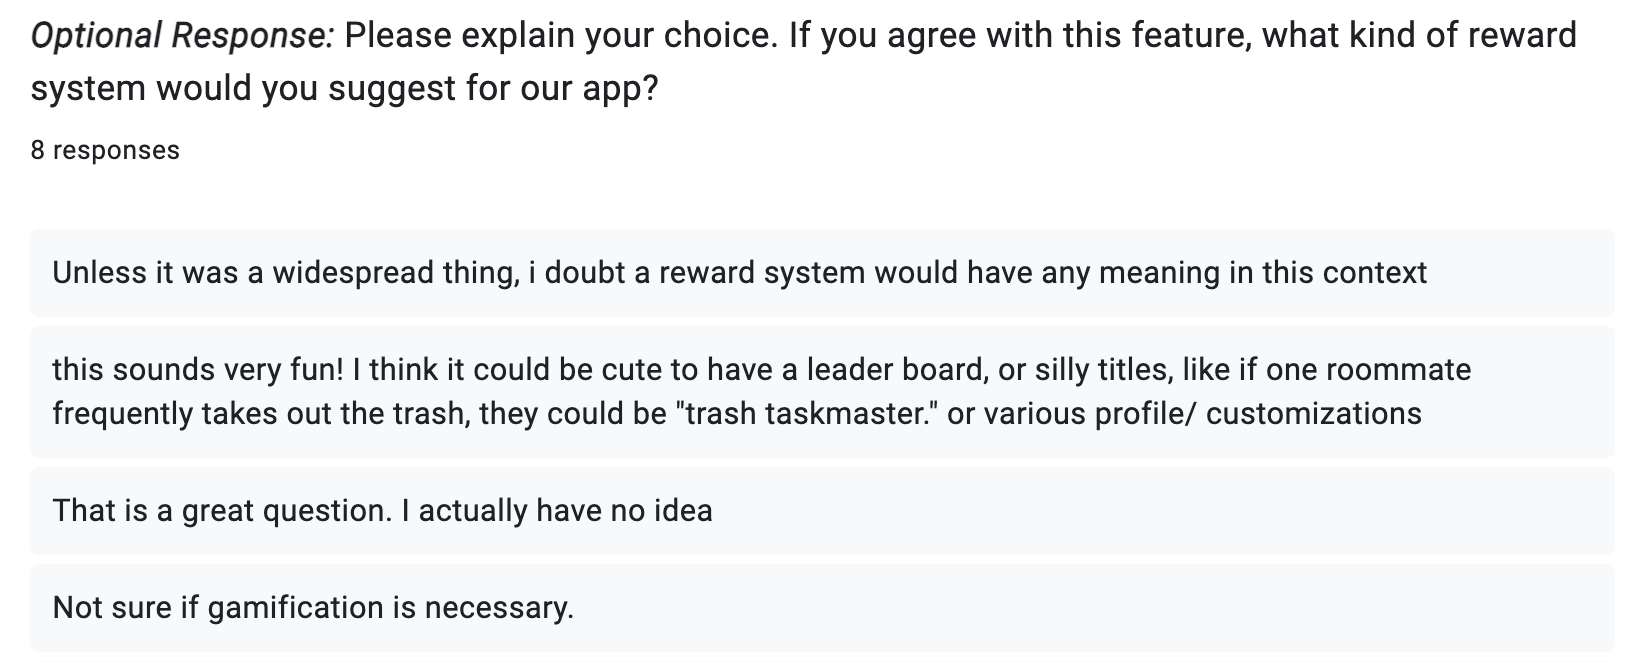 Optional Response: Please explain your choice. If you agree with this feature, what kind of reward
system would you suggest for our app?
8 responses
Unless it was a widespread thing, i doubt a reward system would have any meaning in this context
this sounds very fun! I think it could be cute to have a leader board, or silly titles, like if one roommate
frequently takes out the trash, they could be "trash taskmaster." or various profile/ customizations
That is a great question. I actually have no idea
Not sure if gamification is necessary.